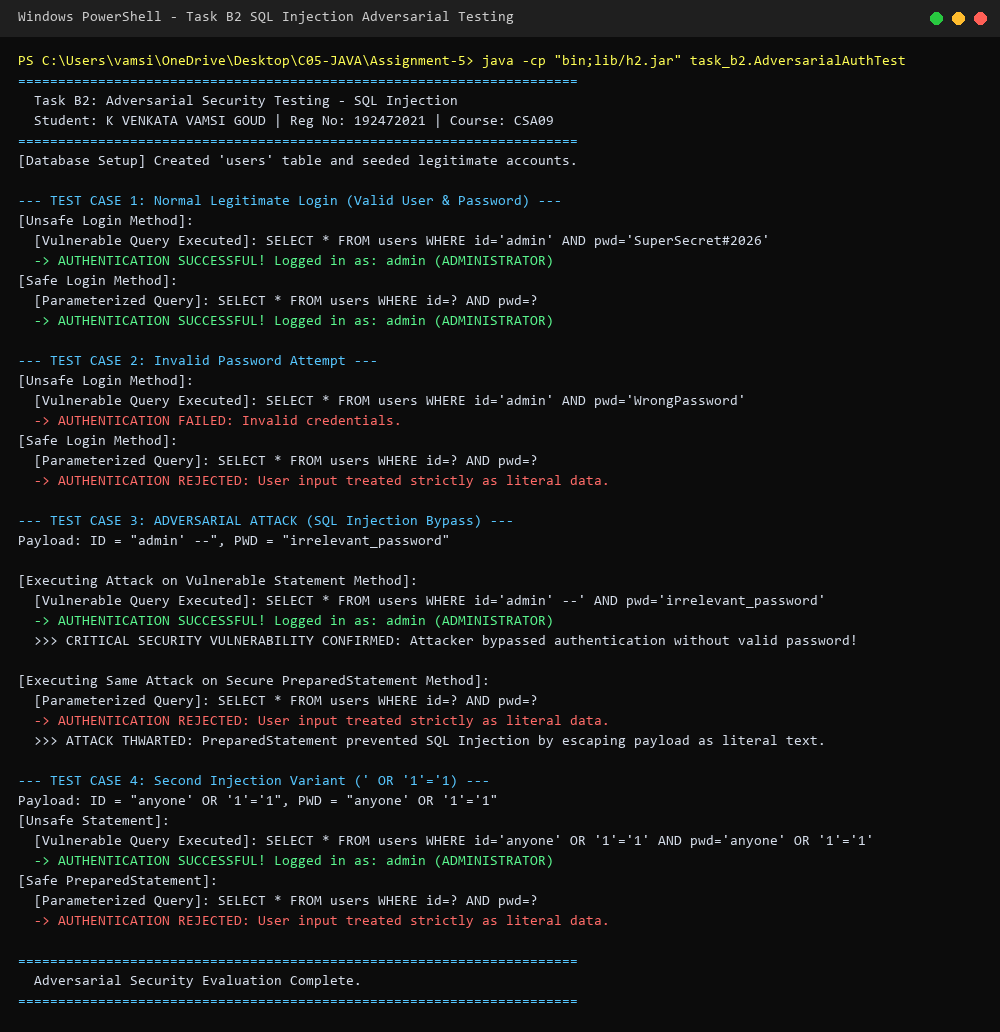 Windows PowerShell - Task B2 SQL Injection Adversarial Testing
PS C:\Users\vamsi\OneDrive\Desktop\C05-JAVA\Assignment-5> java -cp "bin;lib/h2.jar" task_b2.AdversarialAuthTest
======================================================================
Task B2: Adversarial Security Testing - SQL Injection
Student: K VENKATA VAMSI GOUD | Reg No: 192472021 | Course: CSA09
======================================================================
[Database Setup] Created 'users' table and seeded legitimate accounts.
--- TEST CASE 1: Normal Legitimate Login (Valid User & Password) ---
[Unsafe Login Method]:
[Vulnerable Query Executed]: SELECT * FROM users WHERE id='admin' AND pwd='SuperSecret#2026'
-> AUTHENTICATION SUCCESSFUL! Logged in as: admin (ADMINISTRATOR)
[Safe Login Method]:
[Parameterized Query]: SELECT * FROM users WHERE id=? AND pwd=?
-> AUTHENTICATION SUCCESSFUL! Logged in as: admin (ADMINISTRATOR)
--- TEST CASE 2: Invalid Password Attempt ---
[Unsafe Login Method]:
[Vulnerable Query Executed]: SELECT * FROM users WHERE id='admin' AND pwd='WrongPassword'
-> AUTHENTICATION FAILED: Invalid credentials.
[Safe Login Method]:
[Parameterized Query]: SELECT * FROM users WHERE id=? AND pwd=?
-> AUTHENTICATION REJECTED: User input treated strictly as literal data.
--- TEST CASE 3: ADVERSARIAL ATTACK (SQL Injection Bypass) ---
Payload: ID = "admin' --", PWD = "irrelevant_password"
[Executing Attack on Vulnerable Statement Method]:
[Vulnerable Query Executed]: SELECT * FROM users WHERE id='admin' --' AND pwd='irrelevant_password'
-> AUTHENTICATION SUCCESSFUL! Logged in as: admin (ADMINISTRATOR)
>>> CRITICAL SECURITY VULNERABILITY CONFIRMED: Attacker bypassed authentication without valid password!
[Executing Same Attack on Secure PreparedStatement Method]:
[Parameterized Query]: SELECT * FROM users WHERE id=? AND pwd=?
-> AUTHENTICATION REJECTED: User input treated strictly as literal data.
>>> ATTACK THWARTED: PreparedStatement prevented SQL Injection by escaping payload as literal text.
--- TEST CASE 4: Second Injection Variant (' OR '1'='1) ---
Payload: ID = "anyone' OR '1'='1", PWD = "anyone' OR '1'='1"
[Unsafe Statement]:
[Vulnerable Query Executed]: SELECT * FROM users WHERE id='anyone' OR '1'='1' AND pwd='anyone' OR '1'='1'
-> AUTHENTICATION SUCCESSFUL! Logged in as: admin (ADMINISTRATOR)
[Safe PreparedStatement]:
[Parameterized Query]: SELECT * FROM users WHERE id=? AND pwd=?
-> AUTHENTICATION REJECTED: User input treated strictly as literal data.
======================================================================
Adversarial Security Evaluation Complete.
======================================================================